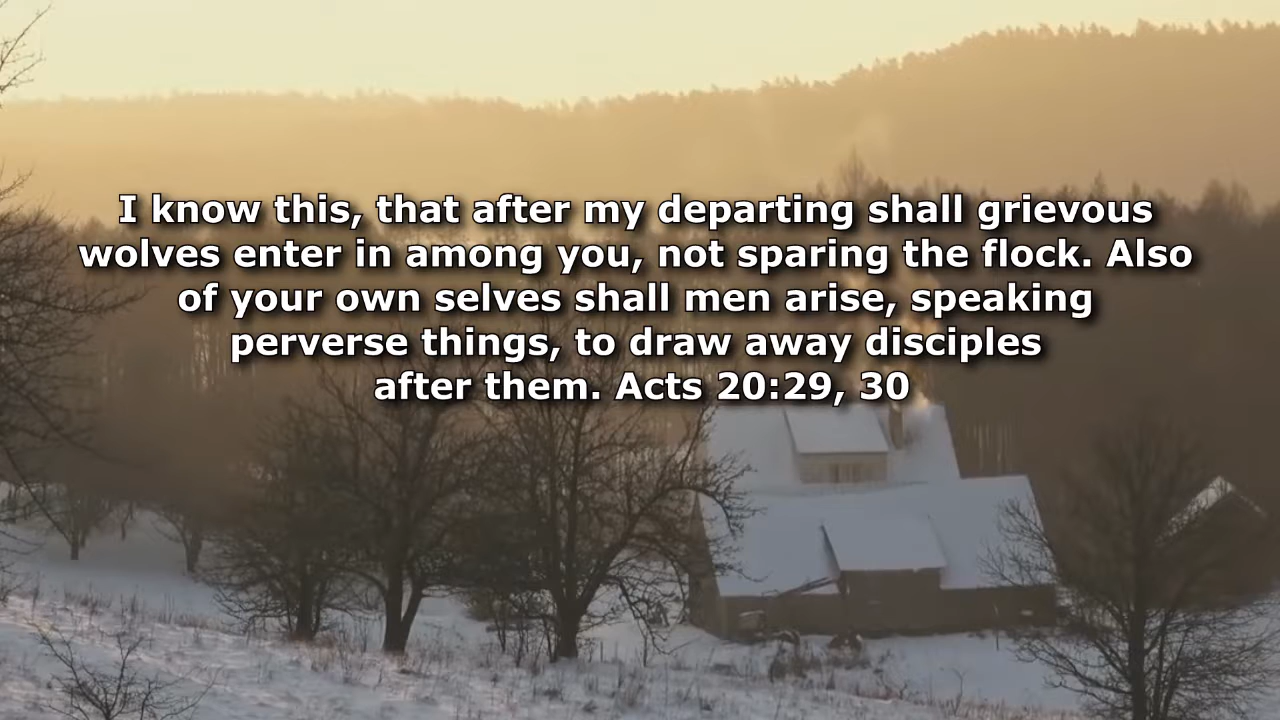 I know this, that after my departing shall grievous
wolves enter in among you, not sparing the flock. Also
of your own selves shall men arise, speaking
perverse things, to draw away disciples
after them. Acts 20:29, 30